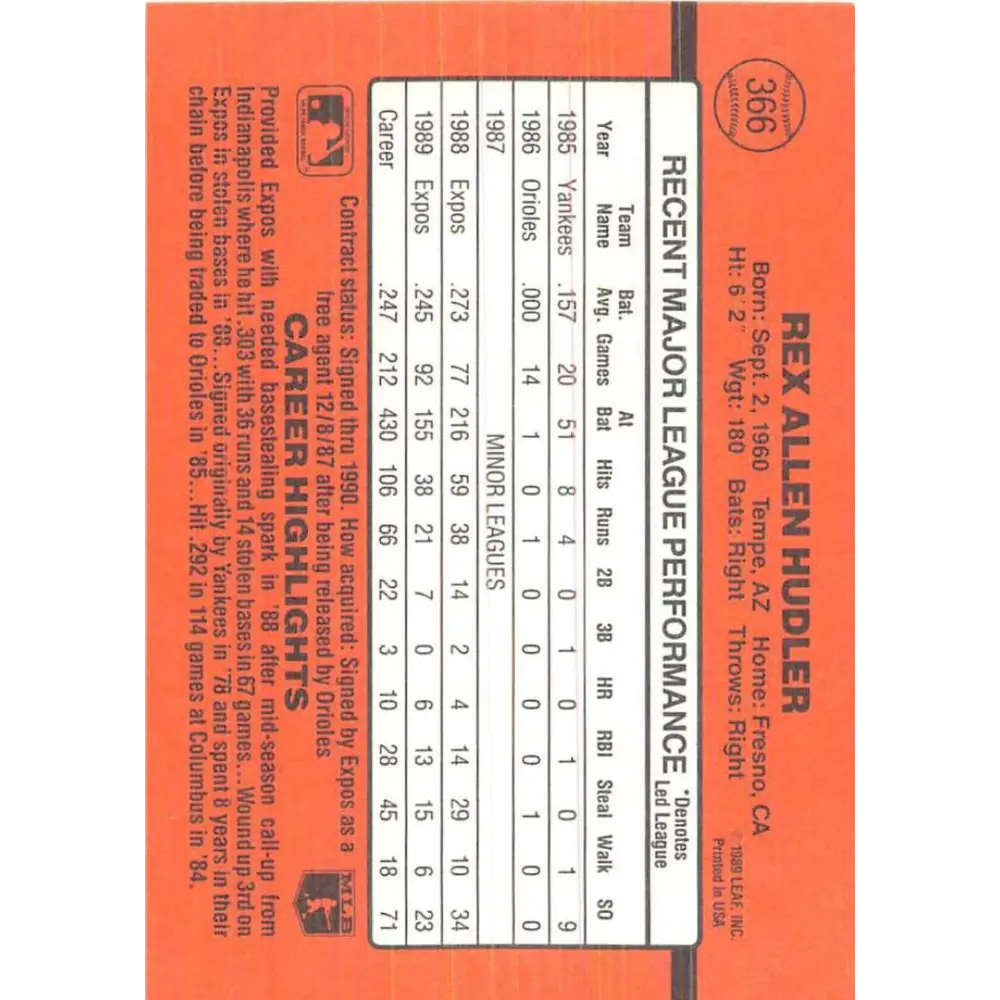 366
REX ALLEN HUDLER
Born: Sept. 2, 1960 Tempe, AZ Home: Fresno, CA
Ht: 6'2" Wgt: 180 Bats: Right Throws: Right
© 1989 LEAF, INC.
Printed in USA
RECENT MAJOR LEAGUE PERFORMANCE *Denotes Led League
Year Team Name Bat. Avg. Games At Bat Hits Runs 2B 3B HR RBI Steal Walk SO
1985 Yankees .157 20 51 8 4 0 1 0 1 0 1 9
1986 Orioles .000 14 1 0 1 0 0 0 0 1 0 0
1987 MINOR LEAGUES
1988 Expos .273 77 216 59 38 14 2 4 14 29 10 34
1989 Expos .245 92 155 38 21 7 0 6 13 15 6 23
Career .247 212 430 106 66 22 3 10 28 45 18 71
Contract status: Signed thru 1990. How acquired: Signed by Expos as a
free agent 12/8/87 after being released by Orioles
MLB
CAREER HIGHLIGHTS
Provided Expos with needed basestealing spark in '88 after mid-season call-up from
Indianapolis where he hit .303 with 36 runs and 14 stolen bases in 67 games...Wound up 3rd on
Expos in stolen bases in '88...Signed originally by Yankees in '78 and spent 8 years in their
chain before being traded to Orioles in '85...Hit .292 in 114 games at Columbus in '84.